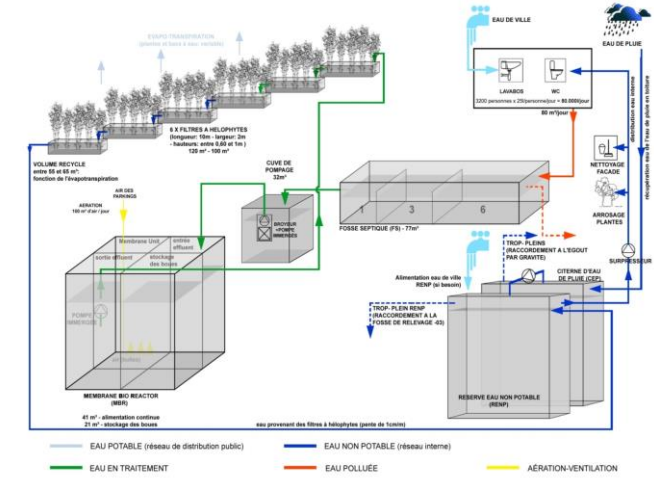 EVAPO TRANSPIRATION
(plantes et bacs à eau: variable)
EAU DE VILLE
EAU DE PLUIE
LAVABOS
WC
3200 personnes x 25l/personne/jour = 80.000l/jour
80 m³/jour
distribution eau interne
récupération eau de l'eau de pluie en toiture
6 X FILTRES A HELOPHYTES
(longueur: 10m - largeur: 2m
- hauteurs: entre 0,60 et 1m )
120 m² - 100 m³
VOLUME RECYCLE
entre 55 et 65 m³:
fonction de l'évapotranspiration
CUVE DE
POMPAGE
32m³
NETTOYAGE
FACADE
ARROSAGE
PLANTES
AIR DES
PARKINGS
AERATION
BROYEUR
+POMPE
IMMERGEE
1
3
6
FOSSE SEPTIQUE (FS) - 77m³
Membrane Unit
entrée
effluent
sortie effluent
stockage
des boues
POMPE
IMMERGEE
TROP- PLEINS
(RACCORDEMENT A L'EGOUT
PAR GRAVITE)
SURPRESSEUR
CITERNE D'EAU
DE PLUIE (CEP)
Alimentation eau de ville
RENP (si besoin)
TROP- PLEIN RENP
(RACCORDEMENT A LA
FOSSE DE RELEVAGE -03)
MEMBRANE BIO REACTOR
(MBR)
RESERVE EAU NON POTABLE
(RENP)
41 m³ - alimentation continue
21 m³ - stockage des boues
eau provenant des filtres à hélophytes (pente de 1cm/m)
EAU POTABLE (réseau de distribution public)
EAU NON POTABLE (réseau interne)
EAU EN TRAITEMENT
EAU POLLUÉE
AÉRATION-VENTILATION